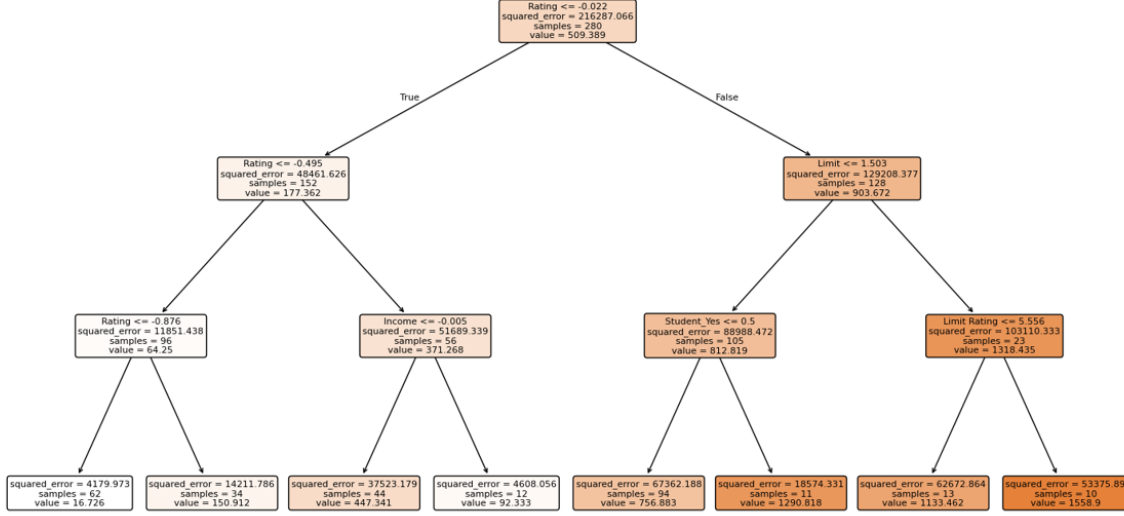 Rating <= -0.022
squared_error = 216287.066
samples = 280
value = 509.389
True
False
Rating <= -0.495
squared_error = 48461.626
samples = 152
value = 177.362
Limit <= 1.503
squared_error = 129208.377
samples = 128
value = 903.672
Rating <= -0.876
squared_error = 11851.438
samples = 96
value = 64.25
Income <= -0.005
squared_error = 51689.339
samples = 56
value = 371.268
Student_Yes <= 0.5
squared_error = 88988.472
samples = 105
value = 812.819
Limit Rating <= 5.556
squared_error = 103110.333
samples = 23
value = 1318.435
squared_error = 4179.973
samples = 62
value = 16.726
squared_error = 14211.786
samples = 34
value = 150.912
squared_error = 37523.179
samples = 44
value = 447.341
squared_error = 4608.056
samples = 12
value = 92.333
squared_error = 67362.188
samples = 94
value = 756.883
squared_error = 18574.331
samples = 11
value = 1290.818
squared_error = 62672.864
samples = 13
value = 1133.462
squared_error = 53375.89
samples = 10
value = 1558.9